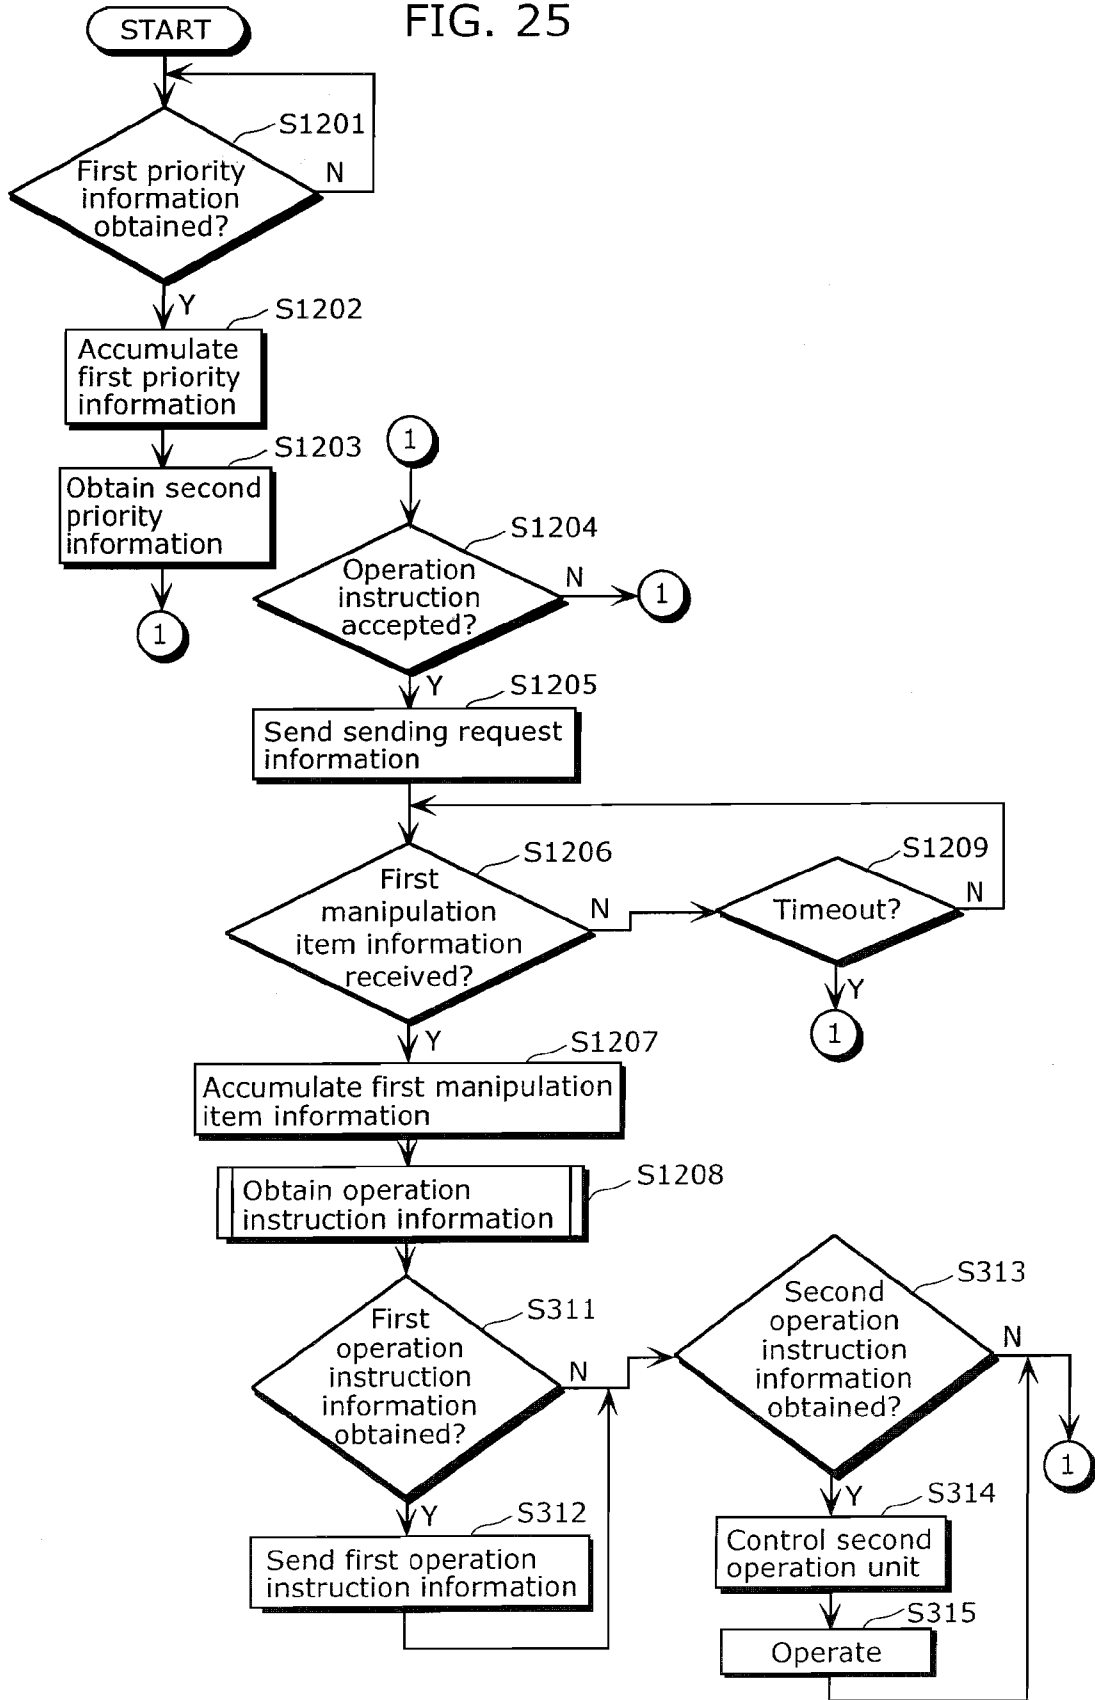 FIG. 25
START
S1201
First priority
information
obtained?
N
Y
S1202
Accumulate
first priority
information
S1203
Obtain second
priority
information
1
1
S1204
Operation
instruction
accepted?
N
1
Y
S1205
Send sending request
information
S1206
First
manipulation
item information
received?
N
S1209
Timeout?
N
Y
1
Y
S1207
Accumulate first manipulation
item information
S1208
Obtain operation
instruction information
S311
First
operation
instruction
information
obtained?
N
Y
S312
Send first operation
instruction information
S313
Second
operation
instruction
information
obtained?
N
1
Y
S314
Control second
operation unit
S315
Operate